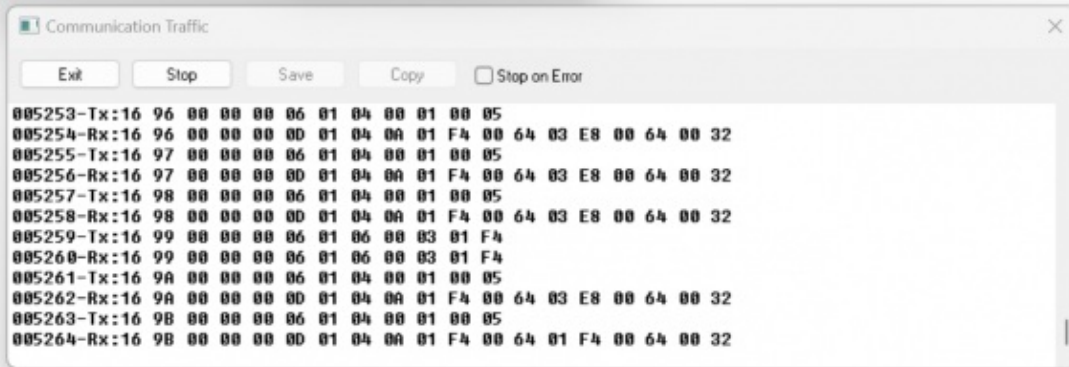 Communication Traffic
Exit Stop Save Copy Stop on Error
005253-Tx:16 96 00 00 00 06 01 04 00 01 00 05
005254-Rx:16 96 00 00 00 0D 01 04 0A 01 F4 00 64 03 E8 00 64 00 32
005255-Tx:16 97 00 00 00 06 01 04 00 01 00 05
005256-Rx:16 97 00 00 00 0D 01 04 0A 01 F4 00 64 03 E8 00 64 00 32
005257-Tx:16 98 00 00 00 06 01 04 00 01 00 05
005258-Rx:16 98 00 00 00 0D 01 04 0A 01 F4 00 64 03 E8 00 64 00 32
005259-Tx:16 99 00 00 00 06 01 06 00 03 01 F4
005260-Rx:16 99 00 00 00 06 01 06 00 03 01 F4
005261-Tx:16 9A 00 00 00 06 01 04 00 01 00 05
005262-Rx:16 9A 00 00 00 0D 01 04 0A 01 F4 00 64 03 E8 00 64 00 32
005263-Tx:16 9B 00 00 00 06 01 04 00 01 00 05
005264-Rx:16 9B 00 00 00 0D 01 04 0A 01 F4 00 64 01 F4 00 64 00 32